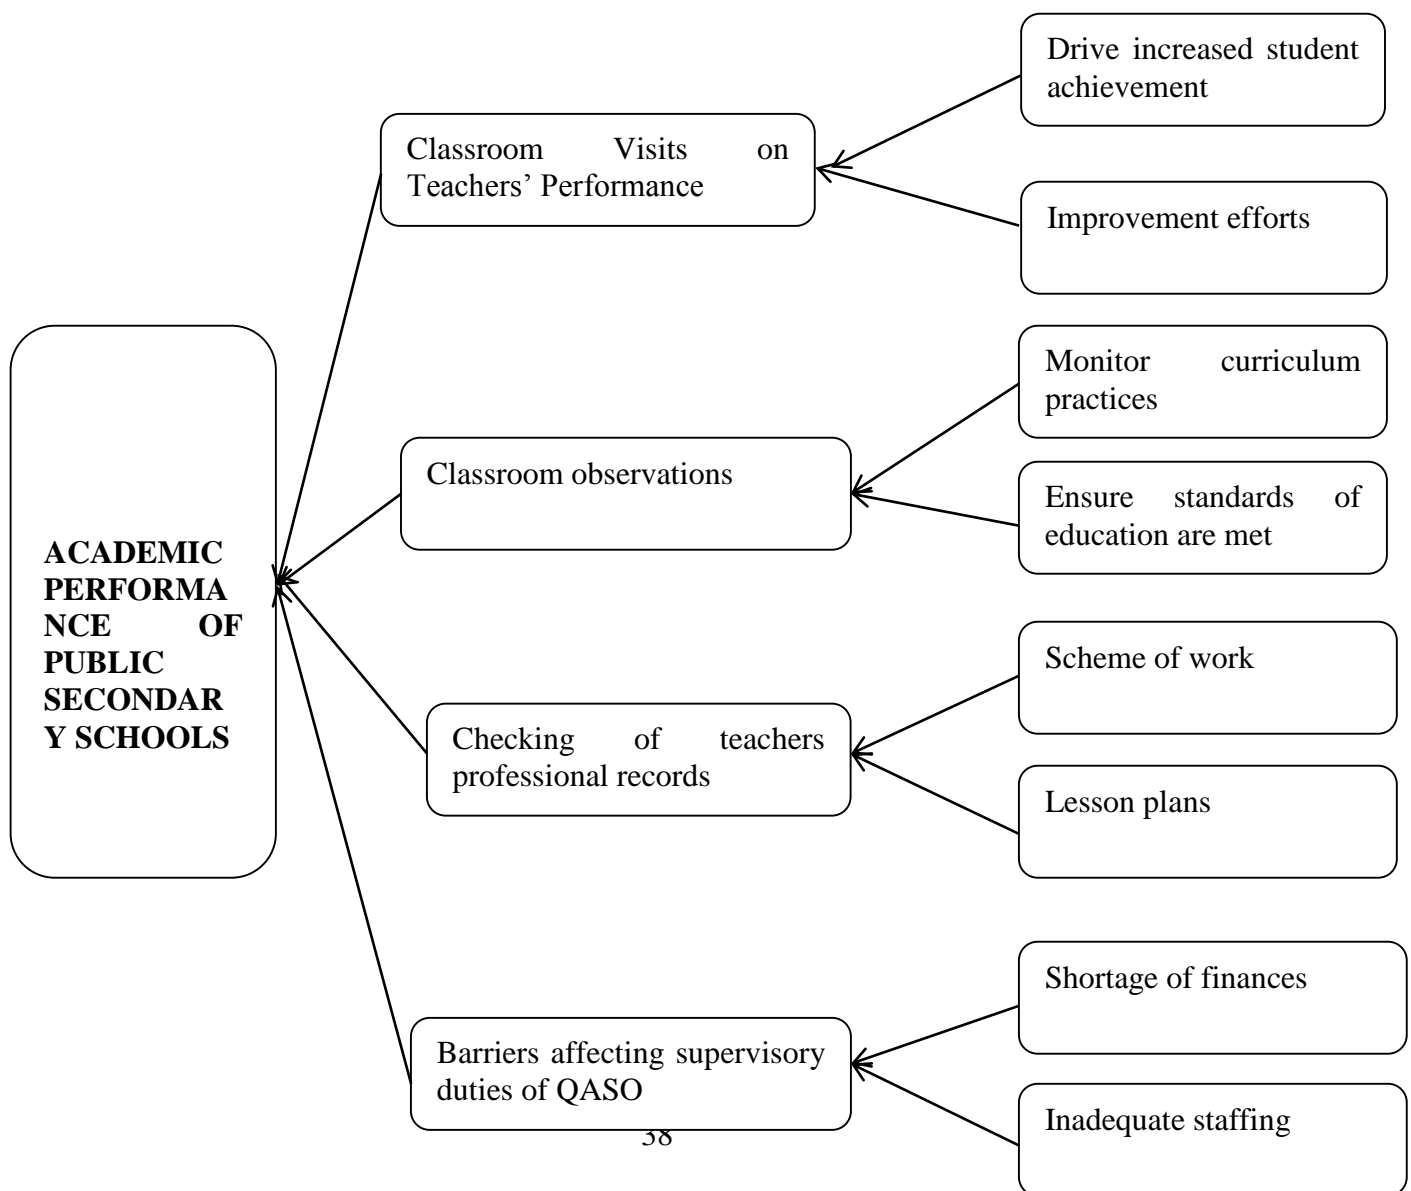 Drive increased student
achievement
Classroom Visits on
Teachers’ Performance
Improvement efforts
Monitor curriculum
practices
Classroom observations
Ensure standards of
education are met
ACADEMIC
PERFORMA
NCE OF
PUBLIC
SECONDAR
Y SCHOOLS
Scheme of work
Checking of teachers
professional records
Lesson plans
Shortage of finances
Barriers affecting supervisory
duties of QASO
Inadequate staffing
38